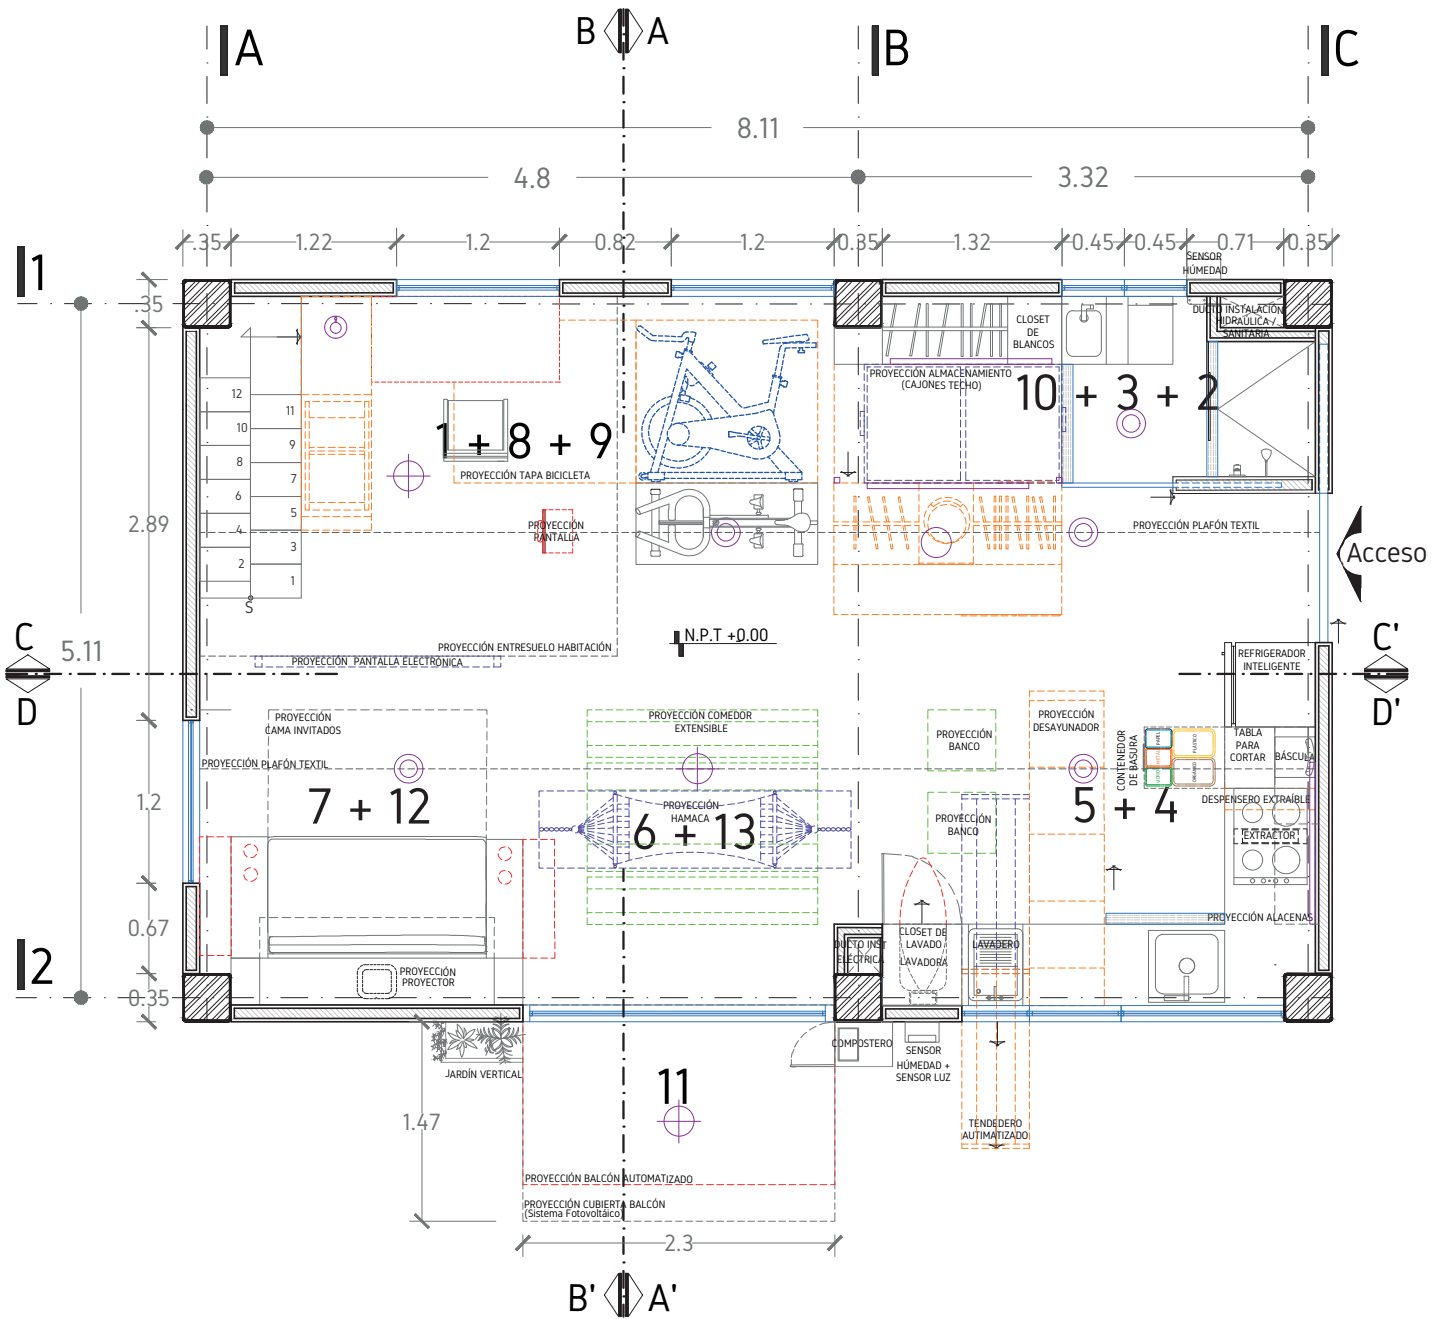 B A
A B C
8.11
4.8 3.32
.35 1.22 1.2 0.82 1.2 0.35 1.32 0.45 0.45 0.71 0.35
SENSOR
HÚMEDAD
1
.35
DUCTO INSTALACIÓN
HIDRAÚLICA /
SANITARIA
CLOSET
DE
BLANCOS
PROYECCIÓN ALMACENAMIENTO
(CAJONES TECHO)
10 + 3 + 2
12
11
10
9
8
7
6
5
4
3
2
1
S
1 + 8 + 9
PROYECCIÓN TAPA BICICLETA
PROYECCIÓN
PANTALLA
2.89
PROYECCIÓN PLAFÓN TEXTIL
Acceso
N.P.T +0.00
PROYECCIÓN ENTRESUELO HABITACIÓN
PROYECCIÓN PANTALLA ELECTRÓNICA
C
D
5.11
C'
D'
REFRIGERADOR
INTELIGENTE
PROYECCIÓN
CAMA INVITADOS
PROYECCIÓN COMEDOR
EXTENSIBLE
PROYECCIÓN
BANCO
PROYECCIÓN
DESAYUNADOR
CONTENEDOR
DE BASURA
PAPEL
METAL
VIDRIO
PLÁSTICO
ORGÁNICO
TABLA
PARA
CORTAR
BÁSCULA
PROYECCIÓN PLAFÓN TEXTIL
1.2
7 + 12
PROYECCIÓN
HAMACA
6 + 13
PROYECCIÓN
BANCO
5 + 4
DESPENSERO EXTRAÍBLE
EXTRACTOR
0.67
PROYECCIÓN ALACENAS
2
0.35
PROYECCIÓN
PROYECTOR
DUCTO INST
ELÉCTRICA
CLOSET DE
LAVADO
LAVADORA
LAVADERO
JARDÍN VERTICAL
COMPOSTERO
SENSOR
HÚMEDAD +
SENSOR LUZ
11
1.47
TENDEDERO
AUTIMATIZADO
PROYECCIÓN BALCÓN AUTOMATIZADO
PROYECCIÓN CUBIERTA BALCÓN
(Sistema Fotovoltáico)
2.3
B' A'